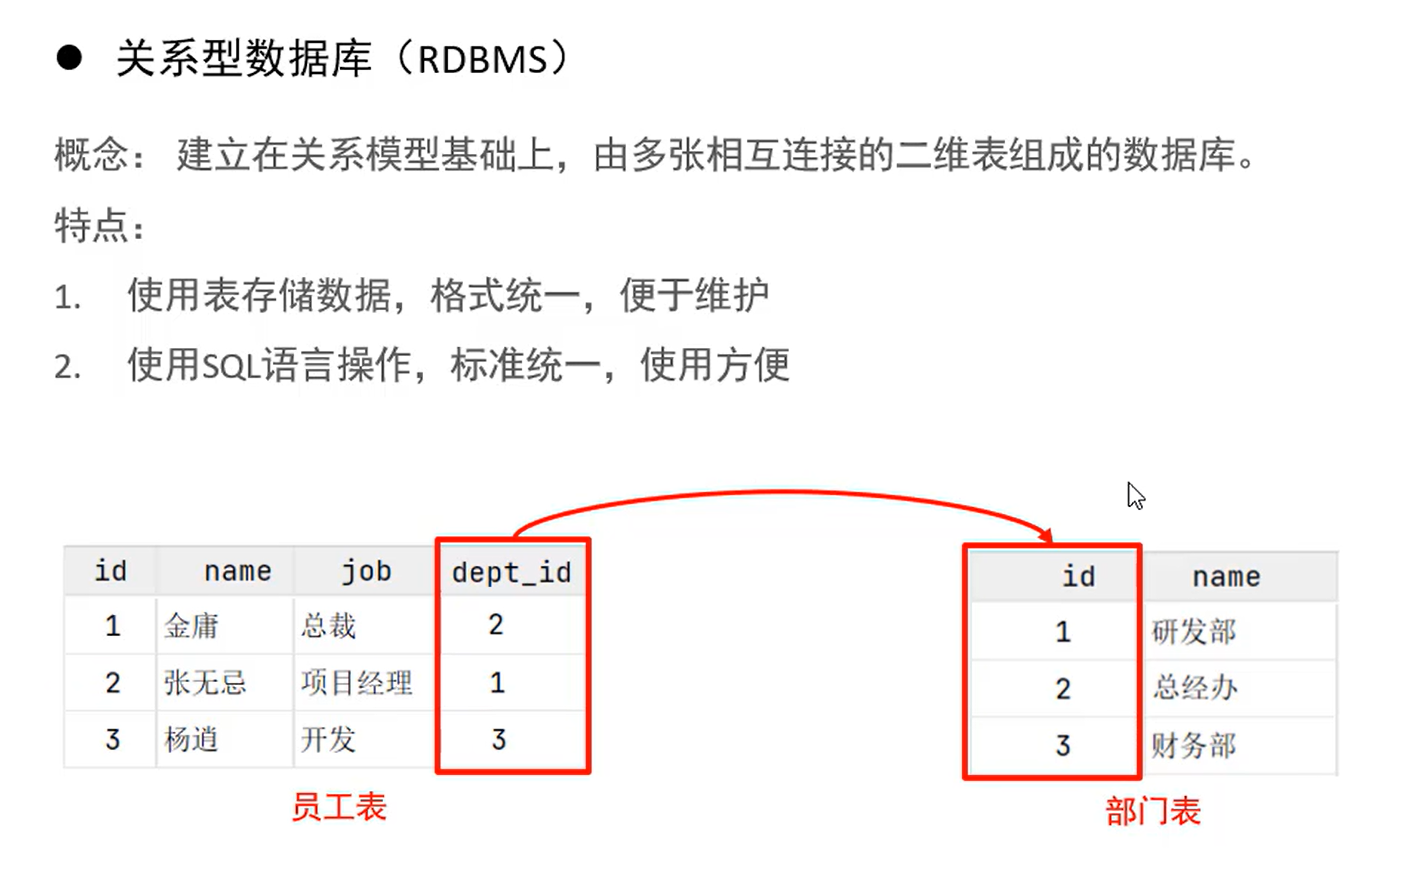 ● 关系型数据库（RDBMS）
概念： 建立在关系模型基础上，由多张相互连接的二维表组成的数据库。
特点：
1. 使用表存储数据，格式统一，便于维护
2. 使用SQL语言操作，标准统一，使用方便
id name job dept_id
1 金庸 总裁 2
2 张无忌 项目经理 1
3 杨逍 开发 3
员工表
id name
1 研发部
2 总经办
3 财务部
部门表